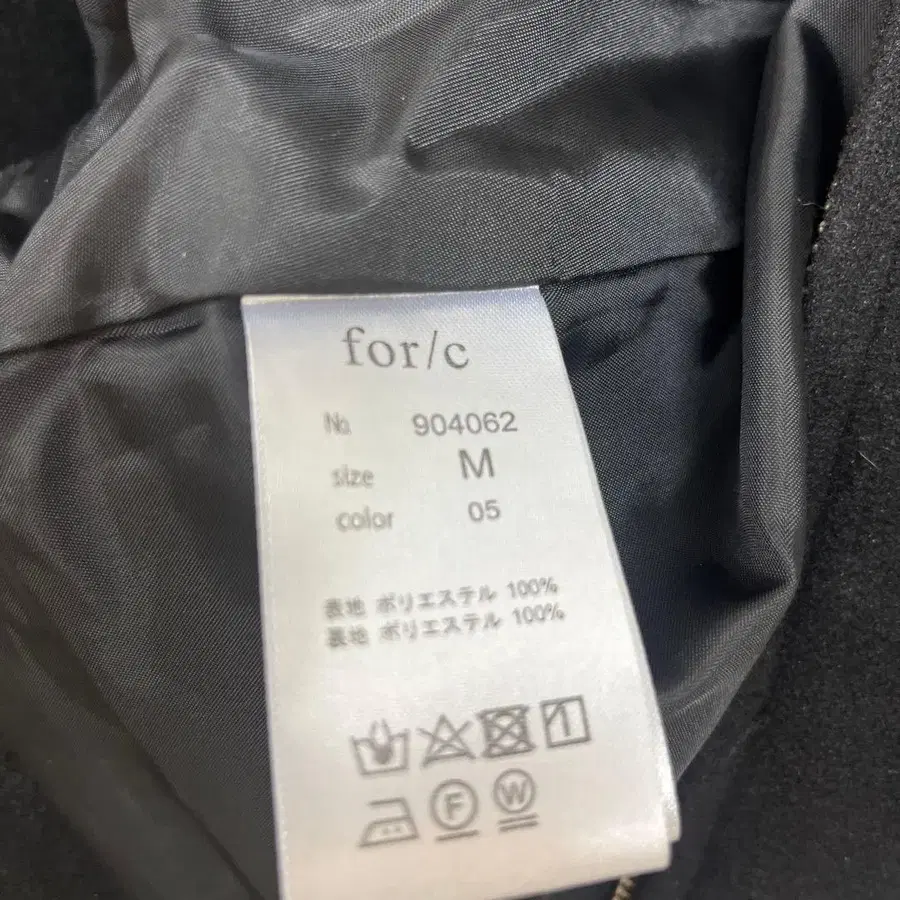 for/c
№ 904062
size M
color 05
表地 ポリエステル 100%
裏地 ポリエステル 100%
F W